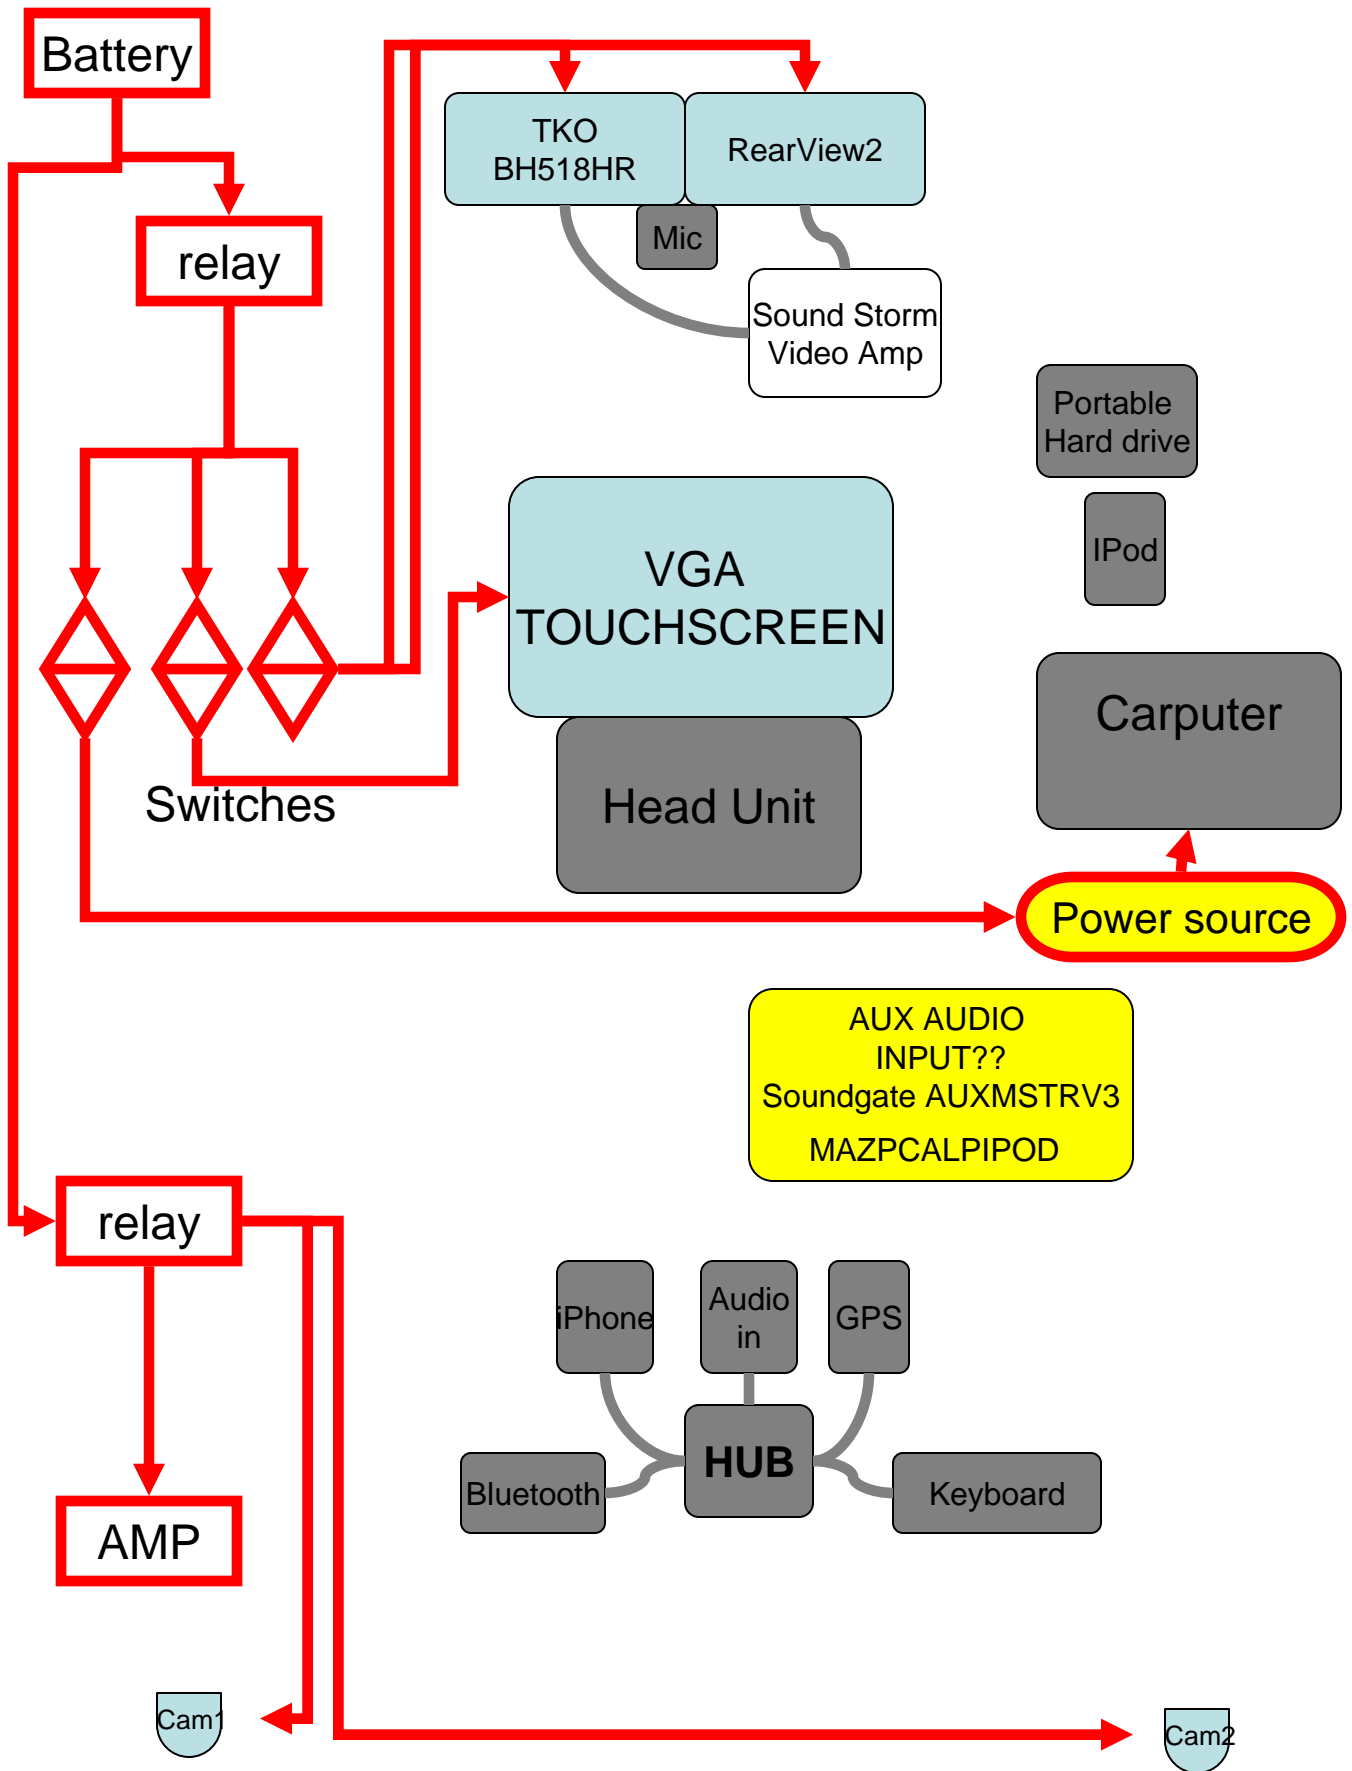 Battery
TKO
BH518HR
RearView2
relay
Mic
Sound Storm
Video Amp
Portable
Hard drive
IPod
VGA
TOUCHSCREEN
Carputer
Switches
Head Unit
Power source
AUX AUDIO
INPUT??
Soundgate AUXMSTRV3
MAZPCALPIPOD
relay
iPhone
Audio
in
GPS
HUB
Bluetooth
Keyboard
AMP
Cam1
Cam2